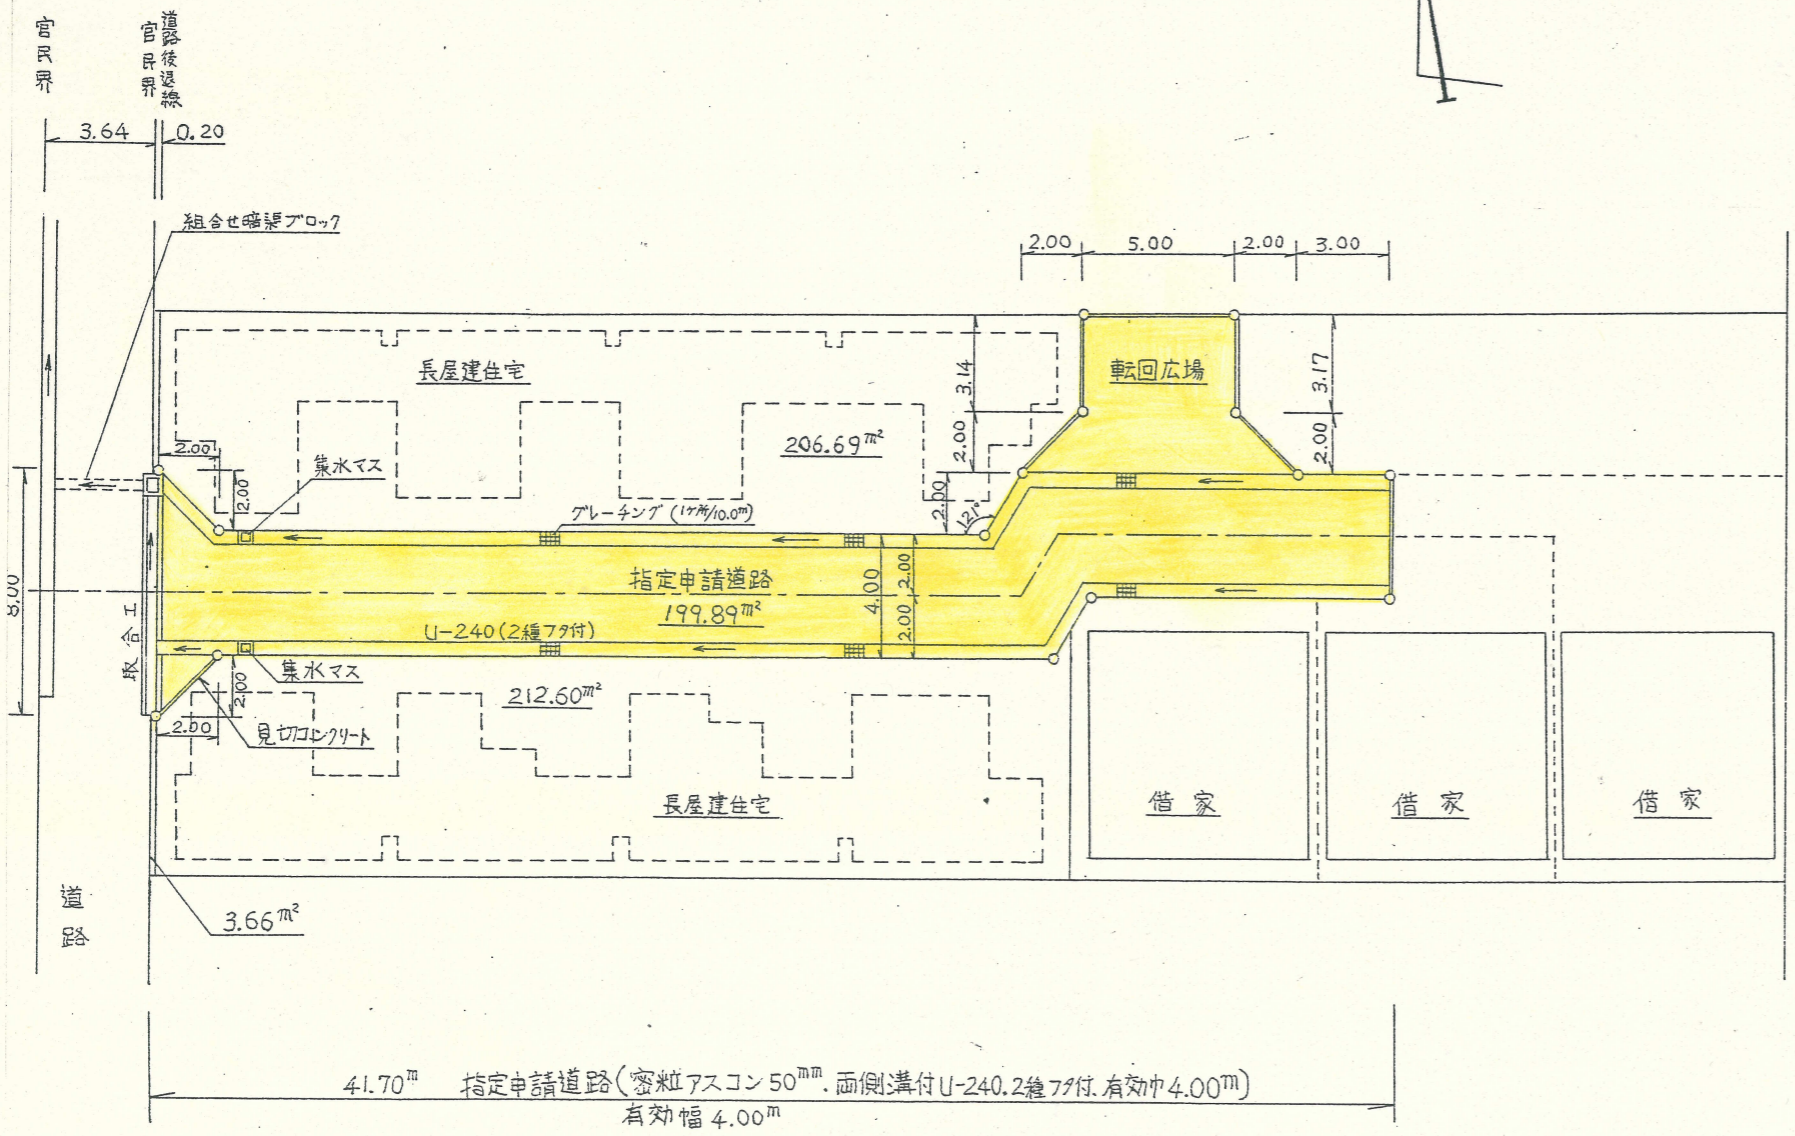 官民界
官民界
道路後退線
3.64
0.20
組合せ暗渠ブロック
2.00
5.00
2.00
3.00
長屋建住宅
転回広場
3.14
3.17
2.00
206.69m²
2.00
2.00
集水マス
2.00
2.00
121°
グレーチング(1ヶ所/10.0m)
指定申請道路
199.89m²
4.00
2.00
2.00
8.00
取合工
U-240(2種フタ付)
集水マス
2.00
2.00
212.60m²
見切コンクリート
長屋建住宅
借家
借家
借家
道路
3.66m²
41.70m 指定申請道路(密粒アスコン50mm.両側溝付U-240.2種フタ付.有効巾4.00m)
有効幅 4.00m